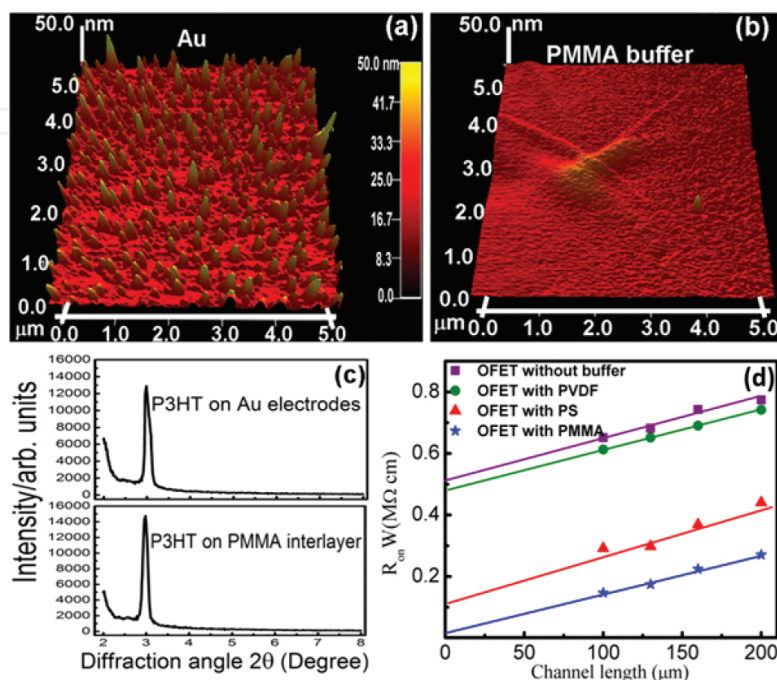 50.0 nm
(a)
Au
5.0
4.0
3.0
2.0
1.0
0.0
μm
0.0 1.0 2.0 3.0 4.0 5.0
50.0 nm
41.7
33.3
25.0
16.7
8.3
0.0
50.0 nm
(b)
PMMA buffer
5.0
4.0
3.0
2.0
1.0
0.0
μm
0.0 1.0 2.0 3.0 4.0 5.0
(c)
Intensity/arb. units
16000
14000
12000
10000
8000
6000
4000
2000
0
P3HT on Au electrodes
16000
14000
12000
10000
8000
6000
4000
2000
0
P3HT on PMMA interlayer
2 3 4 5 6 7 8
Diffraction angle 2θ (Degree)
(d)
OFET without buffer
OFET with PVDF
OFET with PS
OFET with PMMA
R on W(MΩ cm)
0.8
0.6
0.4
0.2
0 50 100 150 200
Channel length (μm)